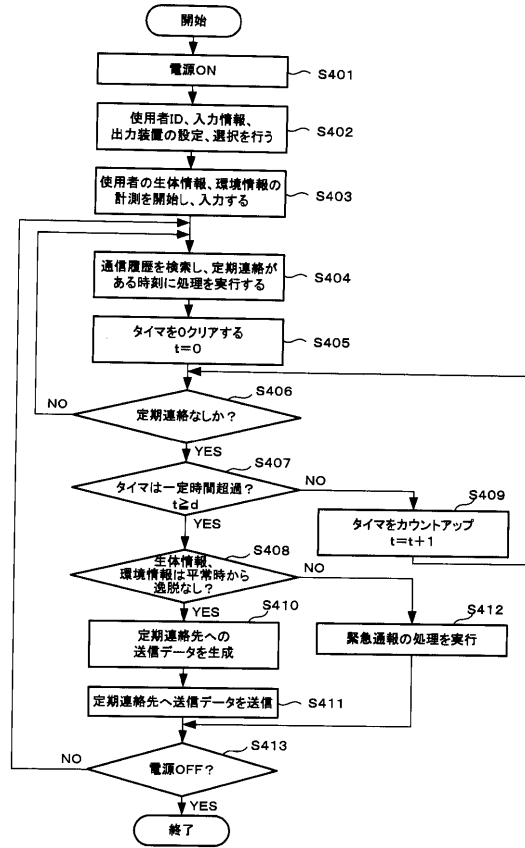 開始
電源ON
S401
使用者ID、入力情報、
出力装置の設定、選択を行う
S402
使用者の生体情報、環境情報の
計測を開始し、入力する
S403
通信履歴を検索し、定期連絡が
ある時刻に処理を実行する
S404
タイマを0クリアする
t=0
S405
S406
定期連絡なしか？
NO
YES
S407
タイマは一定時間超過？
t≧d
NO
YES
S409
タイマをカウントアップ
t=t+1
S408
生体情報、
環境情報は平常時から
逸脱なし？
NO
YES
S410
定期連絡先への
送信データを生成
S412
緊急通報の処理を実行
定期連絡先へ送信データを送信
S411
S413
電源OFF？
NO
YES
終了